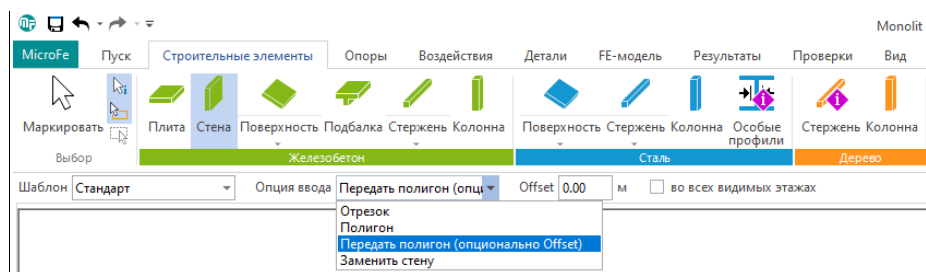 Monolit
MicroFe Пуск Строительные элементы Опоры Воздействия Детали FE-модель Результаты Проверки Вид
Маркировать Плита Стена Поверхность Подбалка Стержень Колонна Поверхность Стержень Колонна Особые профили Стержень Колонна
Выбор Железобетон Сталь Дерево
Шаблон Стандарт Опция ввода Передать полигон (опци Offset 0.00 м во всех видимых этажах
Отрезок
Полигон
Передать полигон (опционально Offset)
Заменить стену